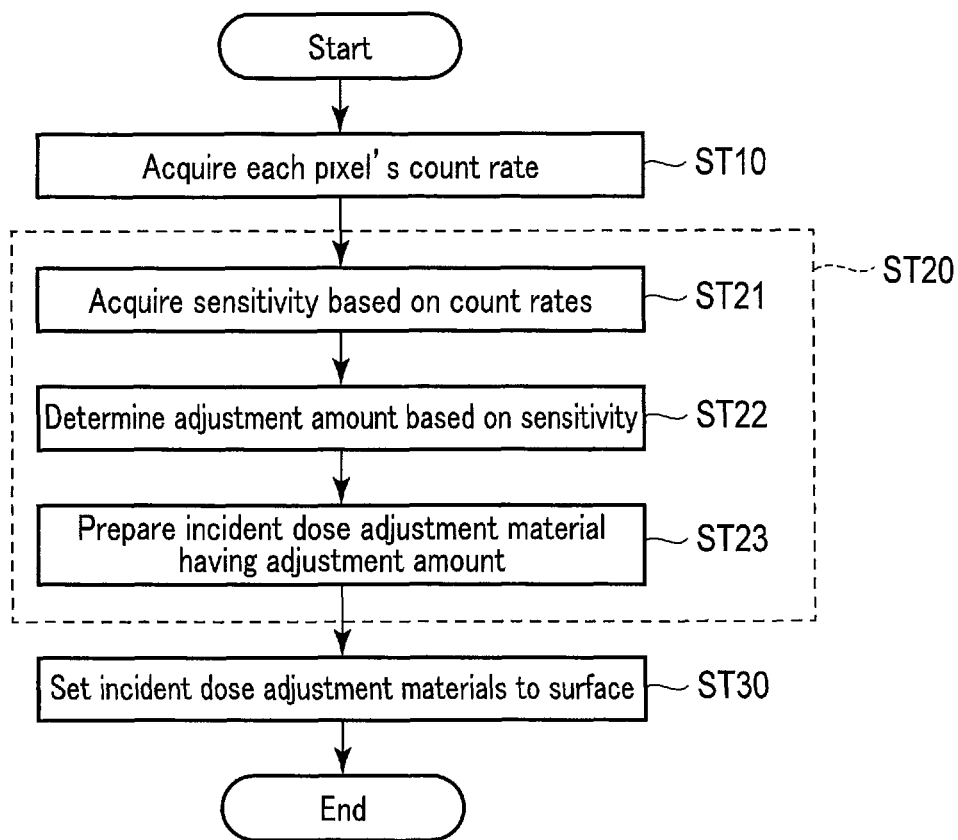 Start
Acquire each pixel's count rate
ST10
ST20
Acquire sensitivity based on count rates
ST21
Determine adjustment amount based on sensitivity
ST22
Prepare incident dose adjustment material
having adjustment amount
ST23
Set incident dose adjustment materials to surface
ST30
End